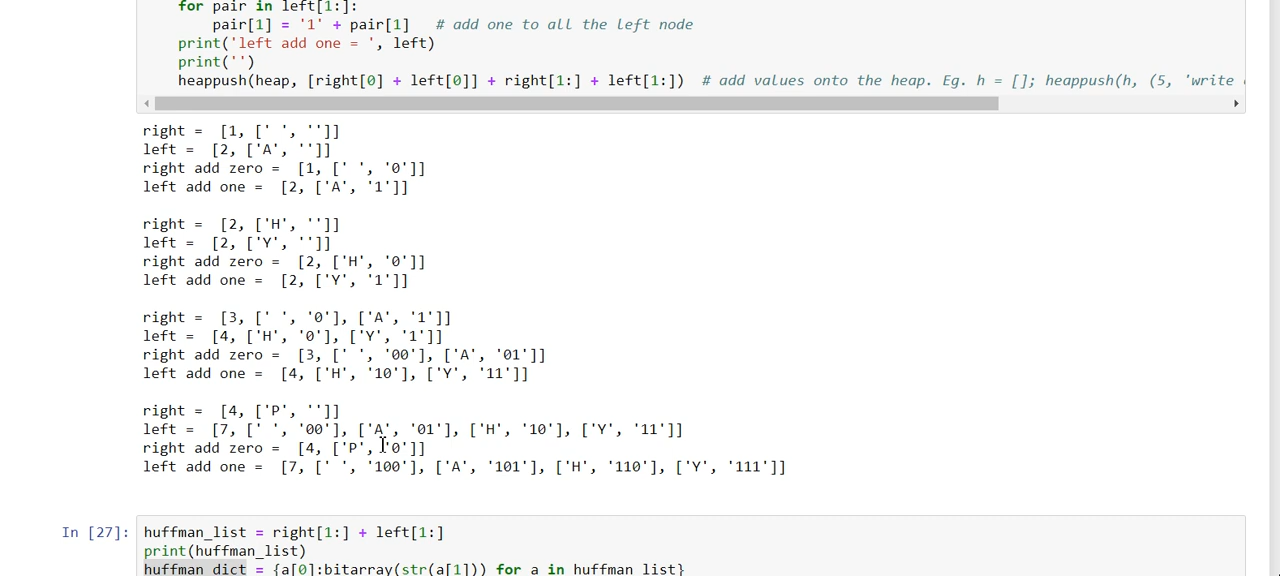 for pair in left[1:]:
pair[1] = '1' + pair[1]   # add one to all the left node
print('left add one = ', left)
print('')
heappush(heap, [right[0] + left[0]] + right[1:] + left[1:])  # add values onto the heap. Eg. h = []; heappush(h, (5, 'write
right =  [1, [' ', '']]
left =  [2, ['A', '']]
right add zero =  [1, [' ', '0']]
left add one =  [2, ['A', '1']]
right =  [2, ['H', '']]
left =  [2, ['Y', '']]
right add zero =  [2, ['H', '0']]
left add one =  [2, ['Y', '1']]
right =  [3, [' ', '0'], ['A', '1']]
left =  [4, ['H', '0'], ['Y', '1']]
right add zero =  [3, [' ', '00'], ['A', '01']]
left add one =  [4, ['H', '10'], ['Y', '11']]
right =  [4, ['P', '']]
left =  [7, [' ', '00'], ['A', '01'], ['H', '10'], ['Y', '11']]
right add zero =  [4, ['P', '0']]
left add one =  [7, [' ', '100'], ['A', '101'], ['H', '110'], ['Y', '111']]
In [27]: huffman_list = right[1:] + left[1:]
print(huffman_list)
huffman_dict = {a[0]:bitarray(str(a[1])) for a in huffman_list}